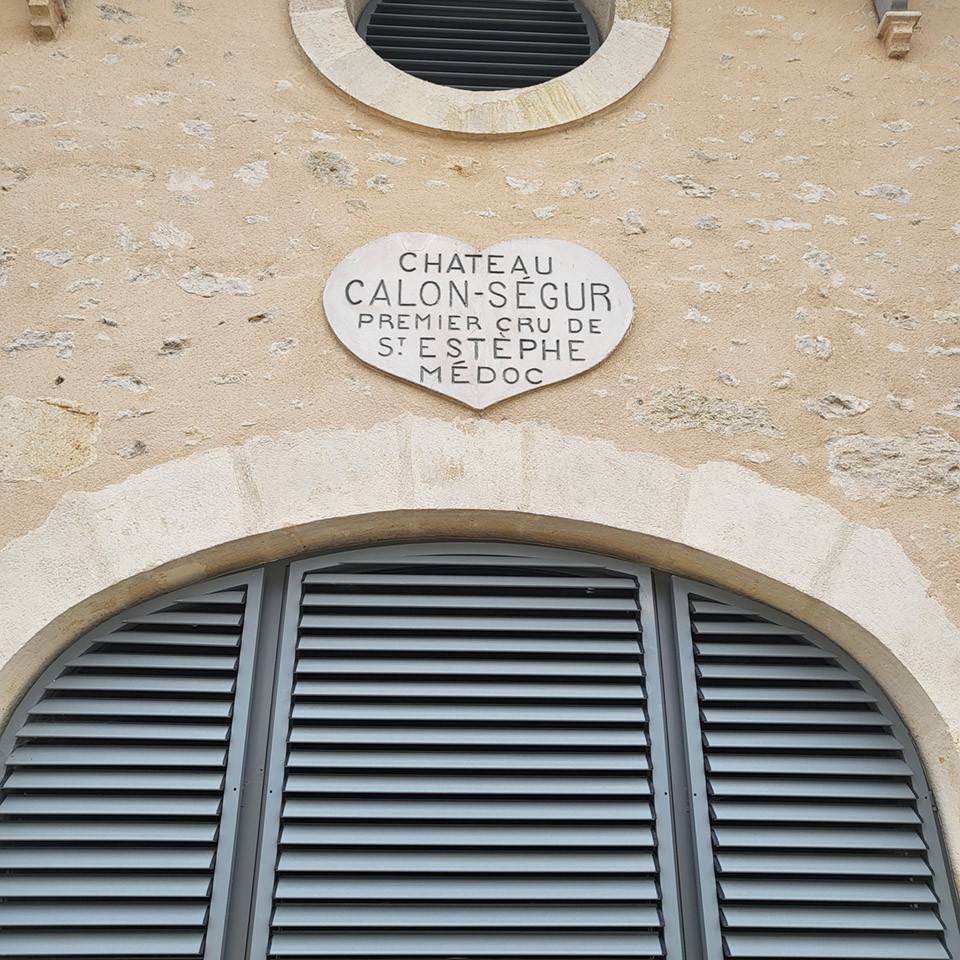 CHATEAU
CALON-SÉGUR
PREMIER CRU DE
ST ESTÈPHE
MÉDOC